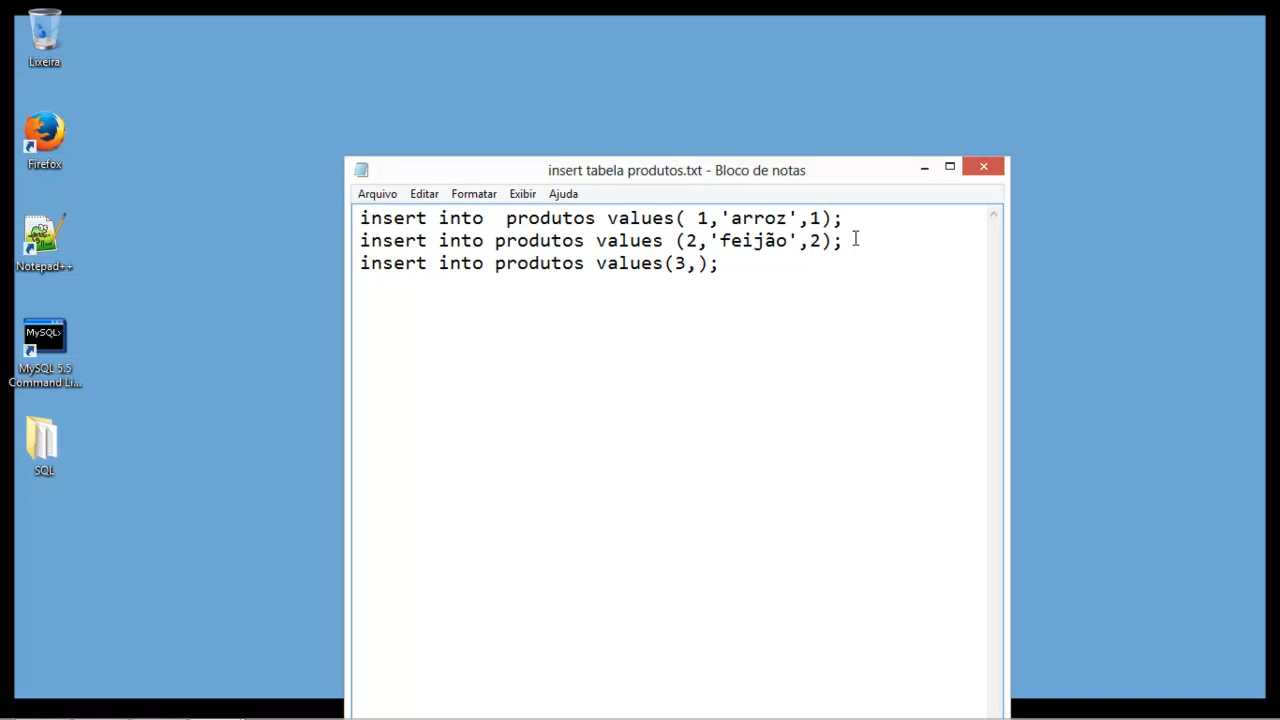 Lixeira
Firefox
Notepad++
MySQL>
MySQL 5.5
Command Li...
SQL
insert tabela produtos.txt - Bloco de notas
Arquivo Editar Formatar Exibir Ajuda
insert into  produtos values( 1,'arroz',1);
insert into produtos values (2,'feijão',2);
insert into produtos values(3,);